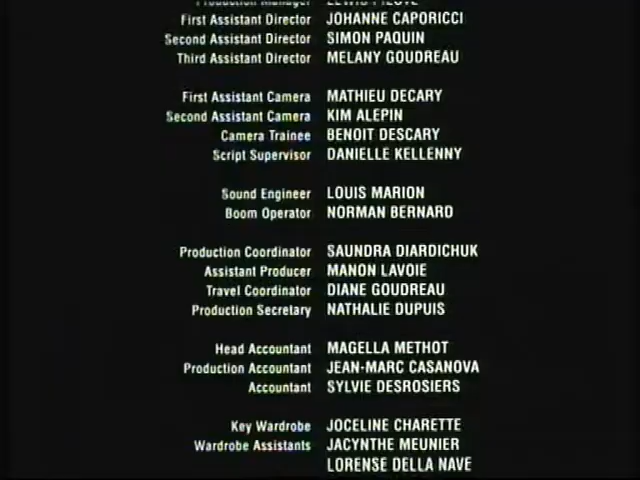 Production Manager LEWIS PILOTE
First Assistant Director JOHANNE CAPORICCI
Second Assistant Director SIMON PAQUIN
Third Assistant Director MELANY GOUDREAU
First Assistant Camera MATHIEU DECARY
Second Assistant Camera KIM ALEPIN
Camera Trainee BENOIT DESCARY
Script Supervisor DANIELLE KELLENNY
Sound Engineer LOUIS MARION
Boom Operator NORMAN BERNARD
Production Coordinator SAUNDRA DIARDICHUK
Assistant Producer MANON LAVOIE
Travel Coordinator DIANE GOUDREAU
Production Secretary NATHALIE DUPUIS
Head Accountant MAGELLA METHOT
Production Accountant JEAN-MARC CASANOVA
Accountant SYLVIE DESROSIERS
Key Wardrobe JOCELINE CHARETTE
Wardrobe Assistants JACYNTHE MEUNIER
LORENSE DELLA NAVE